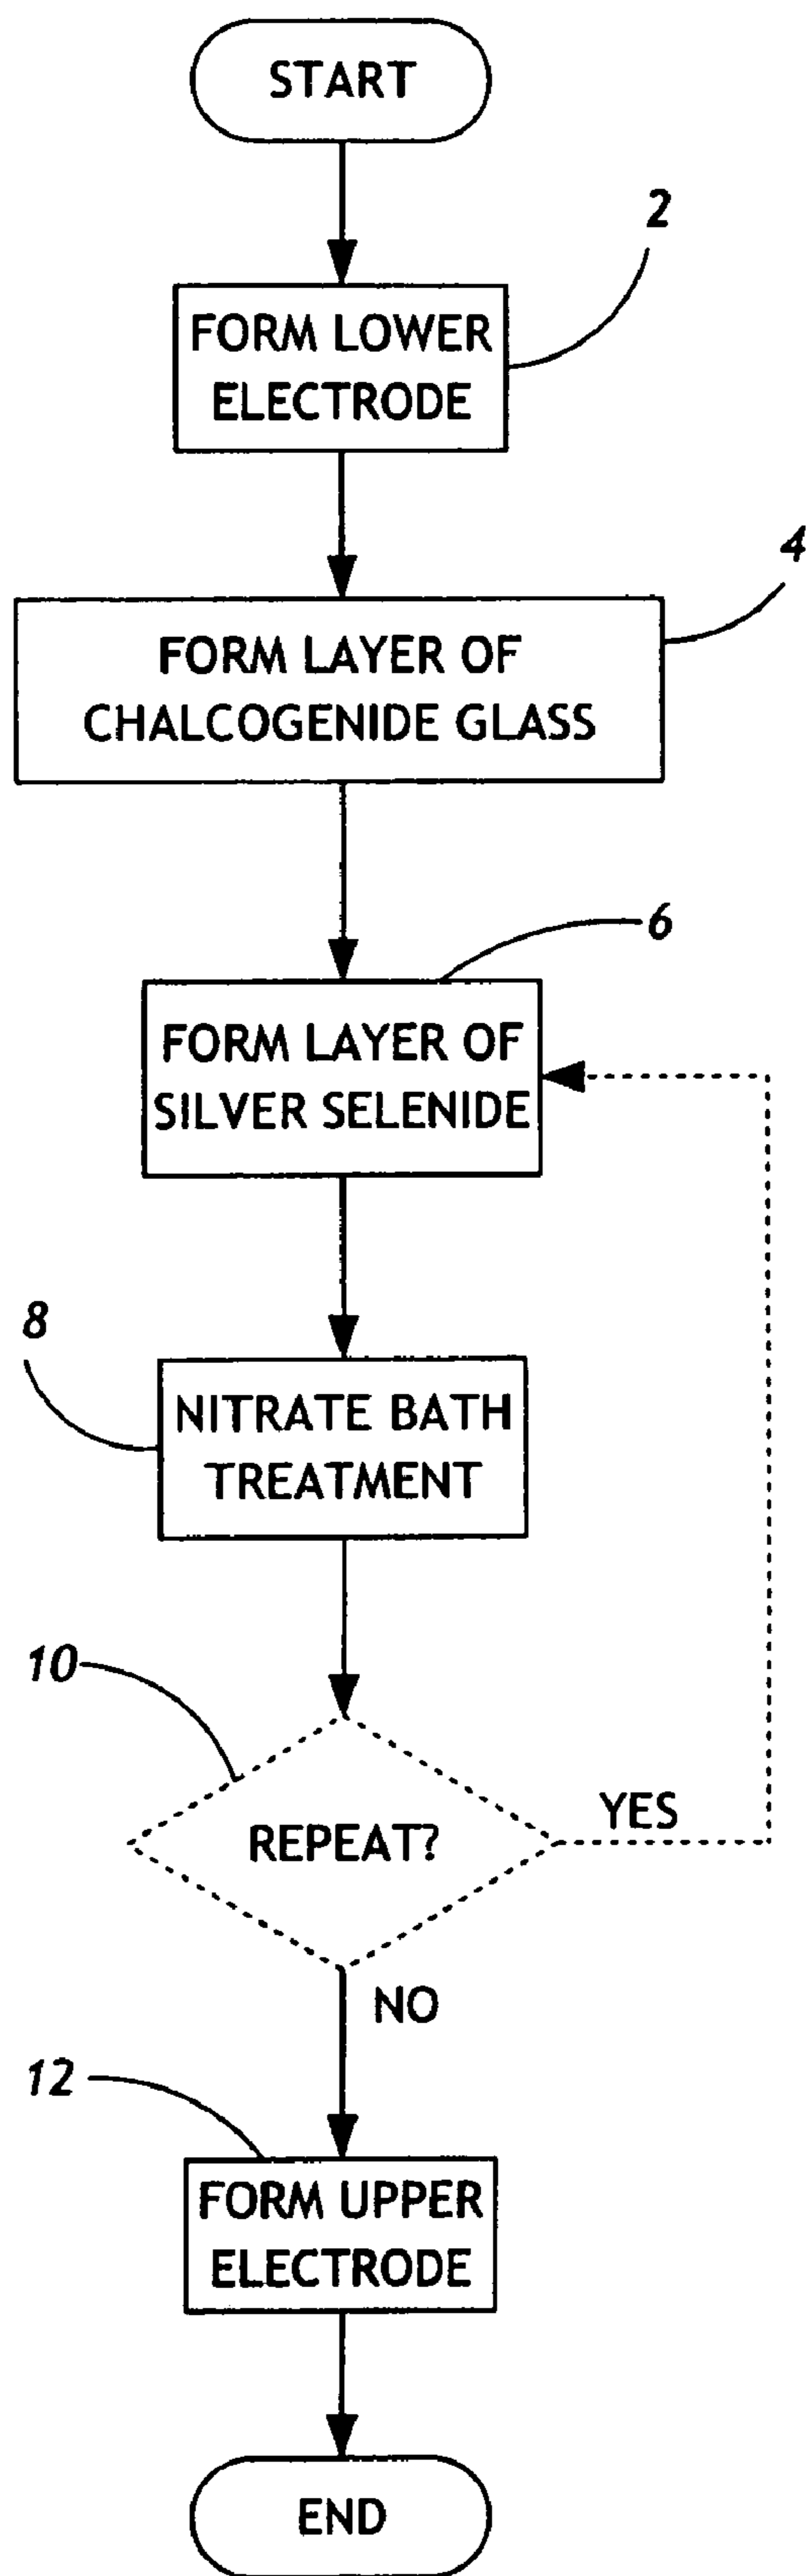 START
2
FORM LOWER
ELECTRODE
4
FORM LAYER OF
CHALCOGENIDE GLASS
6
FORM LAYER OF
SILVER SELENIDE
8
NITRATE BATH
TREATMENT
10
REPEAT?
YES
NO
12
FORM UPPER
ELECTRODE
END